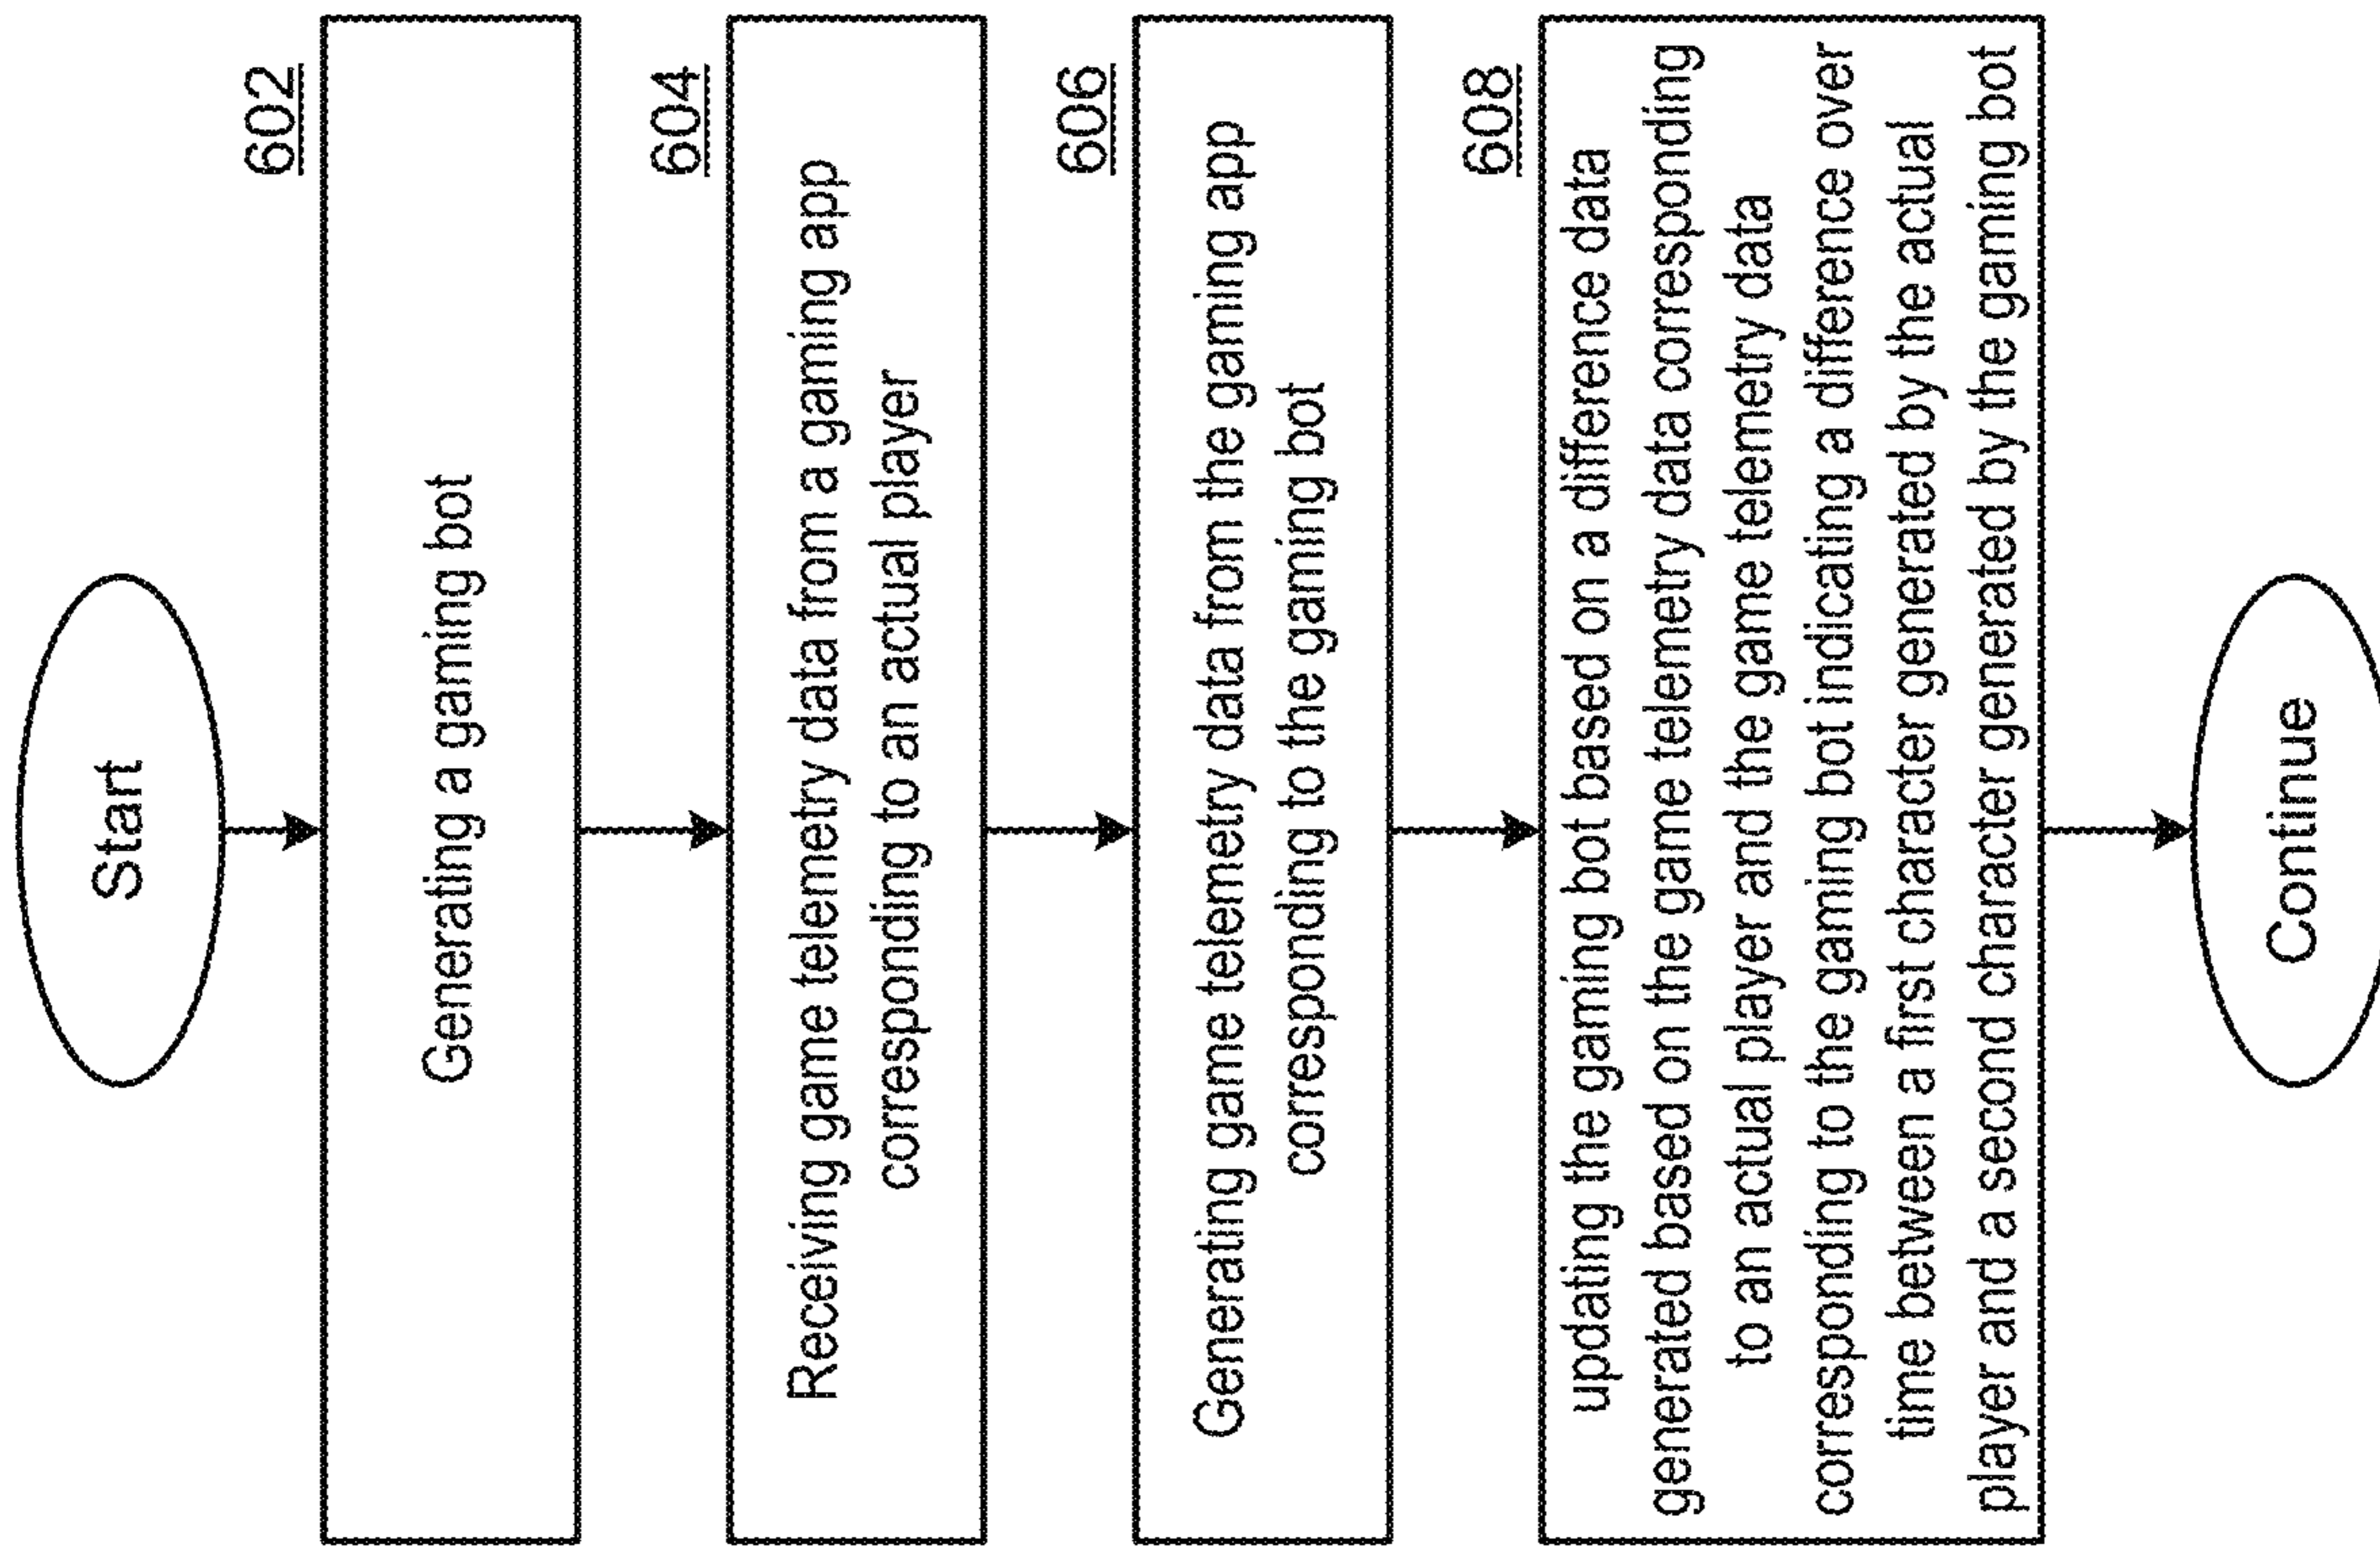 Start
602
Generating a gaming bot
604
Receiving game telemetry data from a gaming app
corresponding to an actual player
606
Generating game telemetry data from the gaming app
corresponding to the gaming bot
608
updating the gaming bot based on a difference data
generated based on the game telemetry data corresponding
to an actual player and the game telemetry data
corresponding to the gaming bot indicating a difference over
time between a first character generated by the actual
player and a second character generated by the gaming bot
Continue